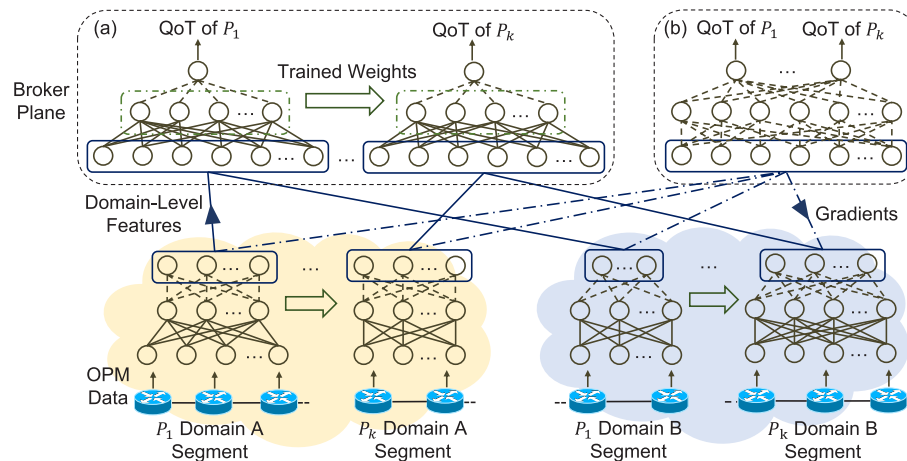 (a)
QoT of P₁
QoT of Pₖ
(b)
QoT of P₁
QoT of Pₖ
Trained Weights
...
Broker
Plane
...
...
...
...
Domain-Level
Features
Gradients
...
...
...
...
...
...
...
...
...
...
...
...
...
...
OPM
Data
P₁ Domain A
Segment
Pₖ Domain A
Segment
P₁ Domain B
Segment
Pₖ Domain B
Segment